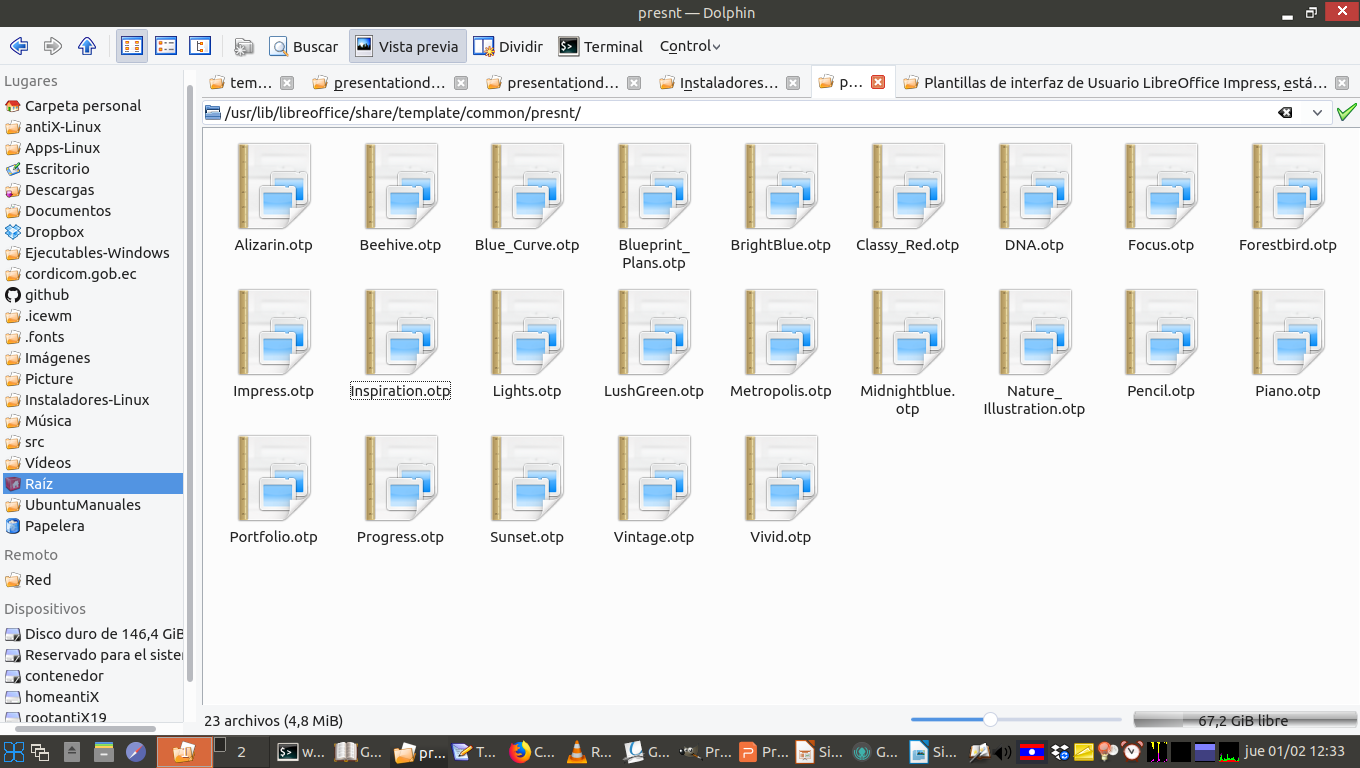 presnt — Dolphin
Buscar
Vista previa
Dividir
Terminal
Control
Lugares
Carpeta personal
antiX-Linux
Apps-Linux
Escritorio
Descargas
Documentos
Dropbox
Ejecutables-Windows
cordicom.gob.ec
github
.icewm
.fonts
Imágenes
Picture
Instaladores-Linux
Música
src
Vídeos
Raíz
UbuntuManuales
Papelera
Remoto
Red
Dispositivos
Disco duro de 146,4 GiB
Reservado para el sister
contenedor
homeantiX
rootantiX19
tem...
presentationd...
presentationd...
Instaladores...
p...
Plantillas de interfaz de Usuario LibreOffice Impress, está...
/usr/lib/libreoffice/share/template/common/presnt/
Alizarin.otp
Beehive.otp
Blue_Curve.otp
Blueprint_
Plans.otp
BrightBlue.otp
Classy_Red.otp
DNA.otp
Focus.otp
Forestbird.otp
Impress.otp
Inspiration.otp
Lights.otp
LushGreen.otp
Metropolis.otp
Midnightblue.
otp
Nature_
Illustration.otp
Pencil.otp
Piano.otp
Portfolio.otp
Progress.otp
Sunset.otp
Vintage.otp
Vivid.otp
23 archivos (4,8 MiB)
67,2 GiB libre
2
w...
G...
pr...
T...
C...
R...
G...
Pr...
Pr...
Si...
G...
Si...
jue 01/02 12:33